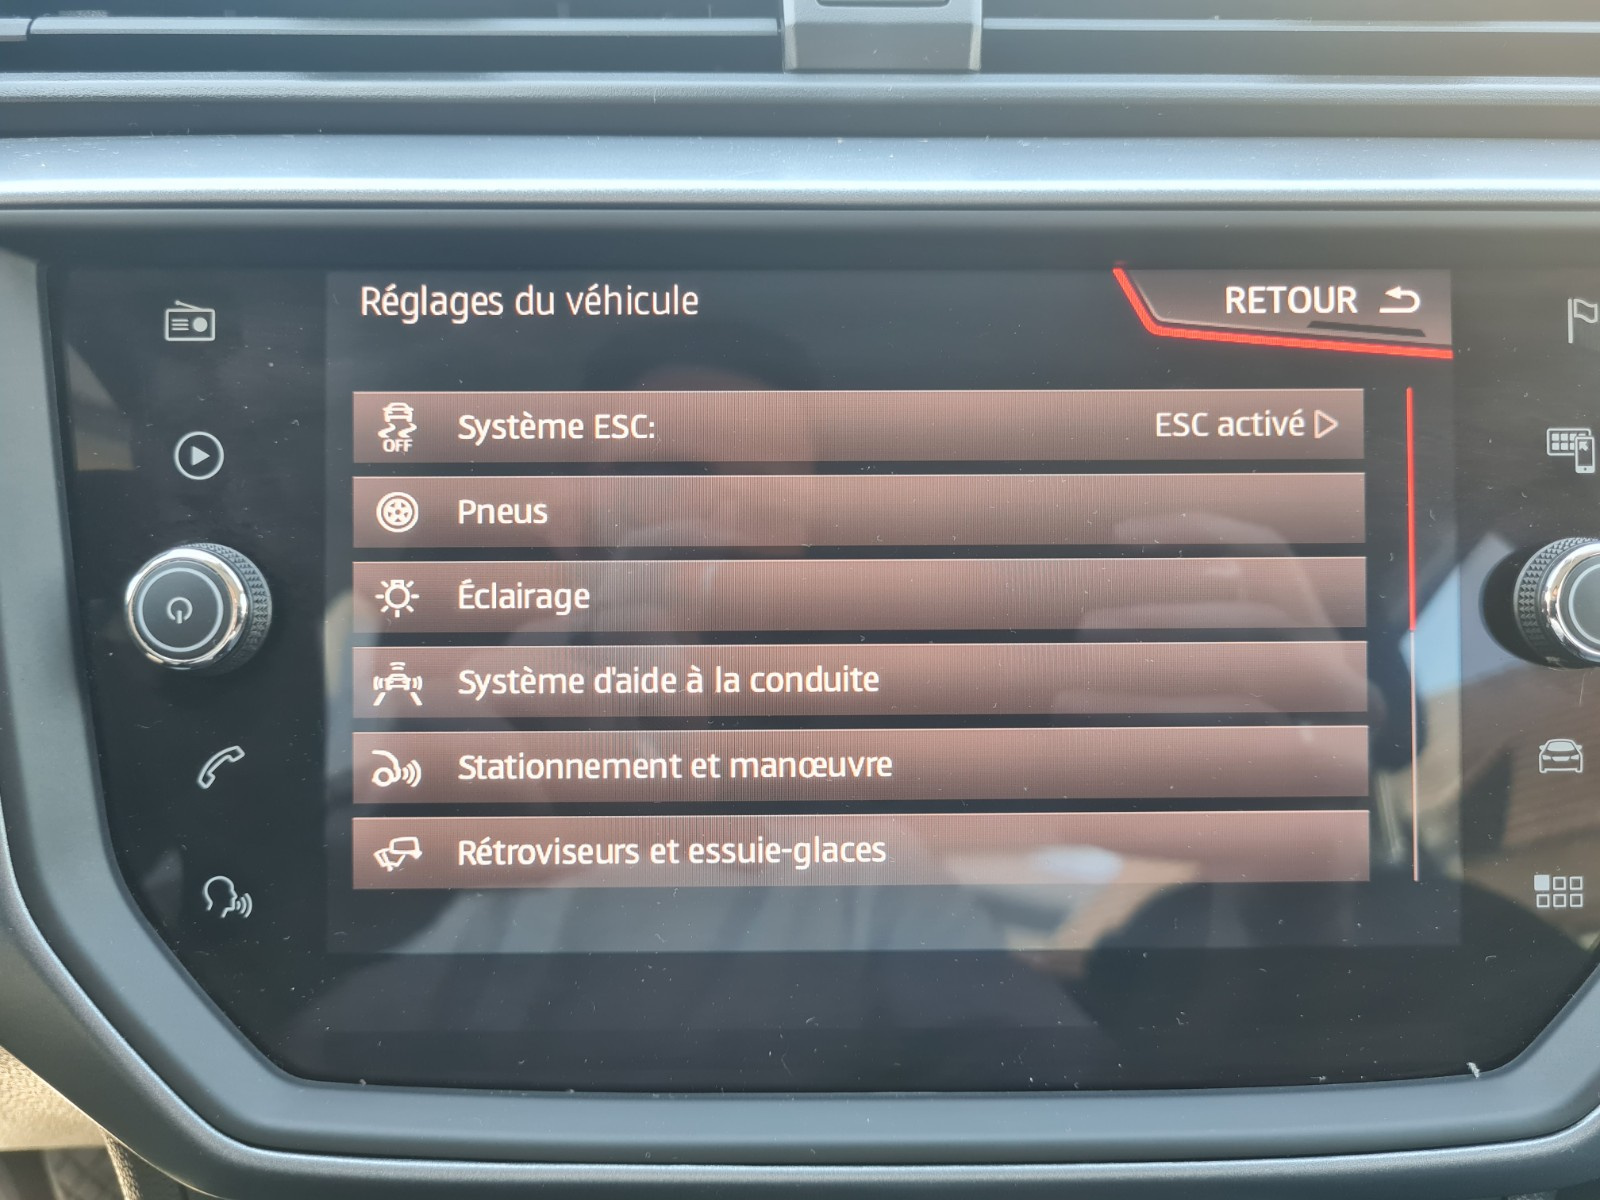 Réglages du véhicule
RETOUR
OFF
Système ESC:
ESC activé
Pneus
Éclairage
Système d'aide à la conduite
Stationnement et manœuvre
Rétroviseurs et essuie-glaces